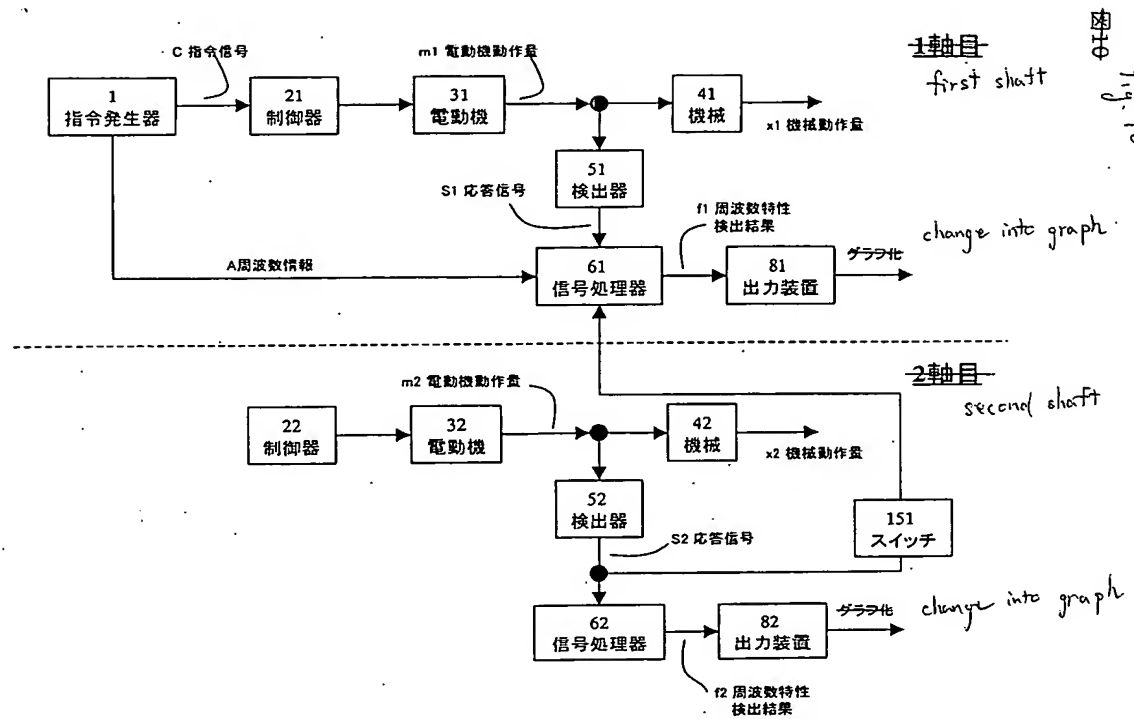 図10
Fig. 10
1軸目
first shaft
C 指令信号
m1 電動機動作量
1
指令発生器
21
制御器
31
電動機
41
機械
x1 機械動作量
51
検出器
S1 応答信号
f1 周波数特性
検出結果
A周波数情報
61
信号処理器
81
出力装置
グラフ化
change into graph.
2軸目
second shaft
m2 電動機動作量
22
制御器
32
電動機
42
機械
x2 機械動作量
52
検出器
S2 応答信号
151
スイッチ
62
信号処理器
82
出力装置
グラフ化
change into graph
f2 周波数特性
検出結果